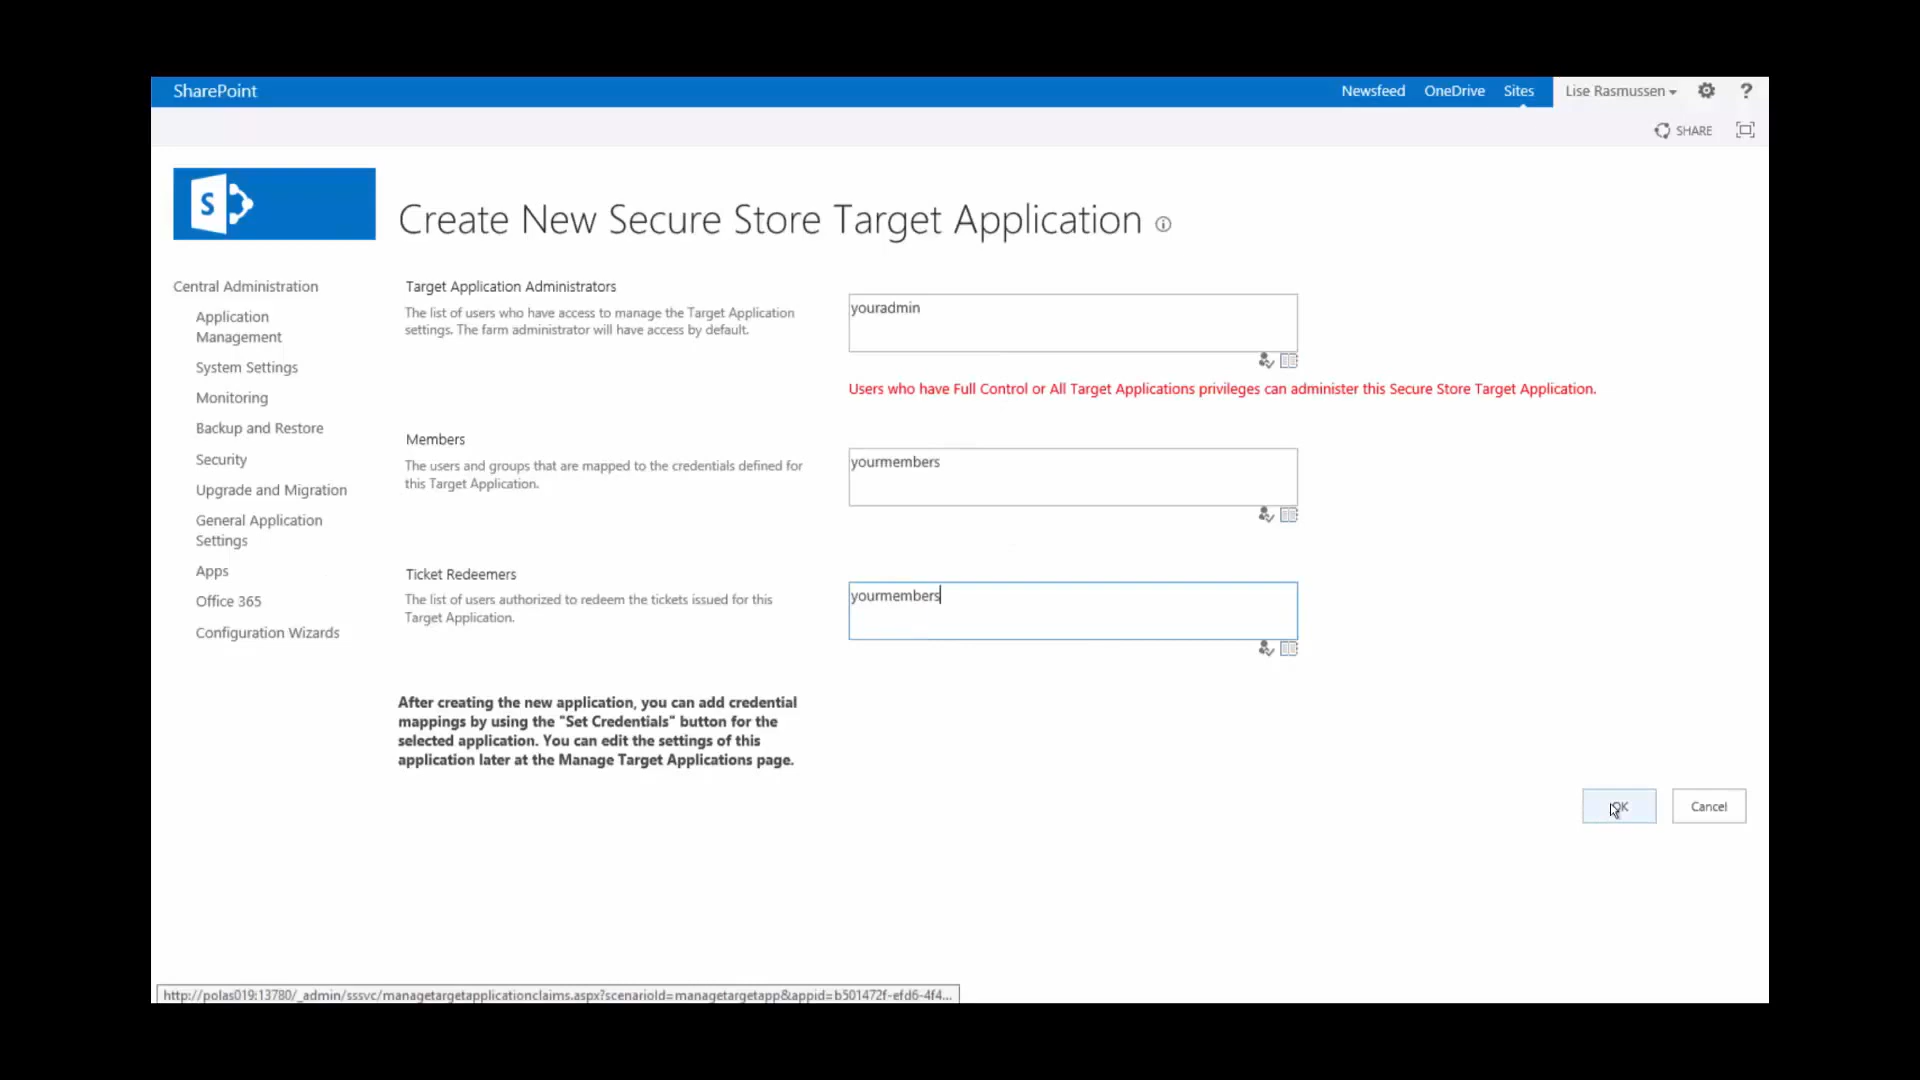 SharePoint
Newsfeed OneDrive Sites Lise Rasmussen ?
SHARE
S
Create New Secure Store Target Application
Central Administration
Application
Management
System Settings
Monitoring
Backup and Restore
Security
Upgrade and Migration
General Application
Settings
Apps
Office 365
Configuration Wizards
Target Application Administrators
The list of users who have access to manage the Target Application
settings. The farm administrator will have access by default.
youradmin
Users who have Full Control or All Target Applications privileges can administer this Secure Store Target Application.
Members
The users and groups that are mapped to the credentials defined for
this Target Application.
yourmembers
Ticket Redeemers
The list of users authorized to redeem the tickets issued for this
Target Application.
yourmembers
After creating the new application, you can add credential
mappings by using the "Set Credentials" button for the
selected application. You can edit the settings of this
application later at the Manage Target Applications page.
OK Cancel
http://polas019:13780/_admin/sssvc/managetargetapplicationclaims.aspx?scenarioId=managetargetapp&appid=b501472f-efd6-4f4...